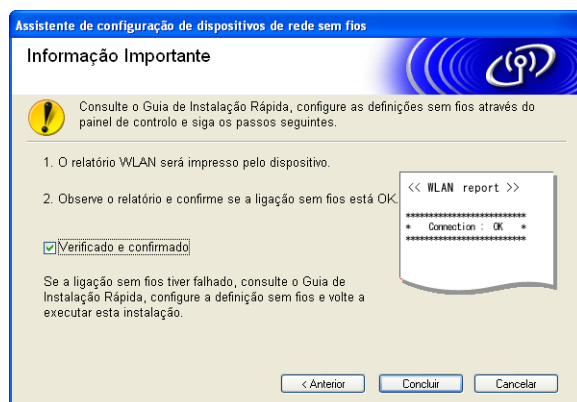 Assistente de configuração de dispositivos de rede sem fios
Informação Importante
Consulte o Guia de Instalação Rápida, configure as definições sem fios através do
painel de controlo e siga os passos seguintes.
1. O relatório WLAN será impresso pelo dispositivo.
2. Observe o relatório e confirme se a ligação sem fios está OK.
<< WLAN report >>
**************************
* Connection : OK *
**************************
Verificado e confirmado
Se a ligação sem fios tiver falhado, consulte o Guia de
Instalação Rápida, configure a definição sem fios e volte a
executar esta instalação.
< Anterior Concluir Cancelar